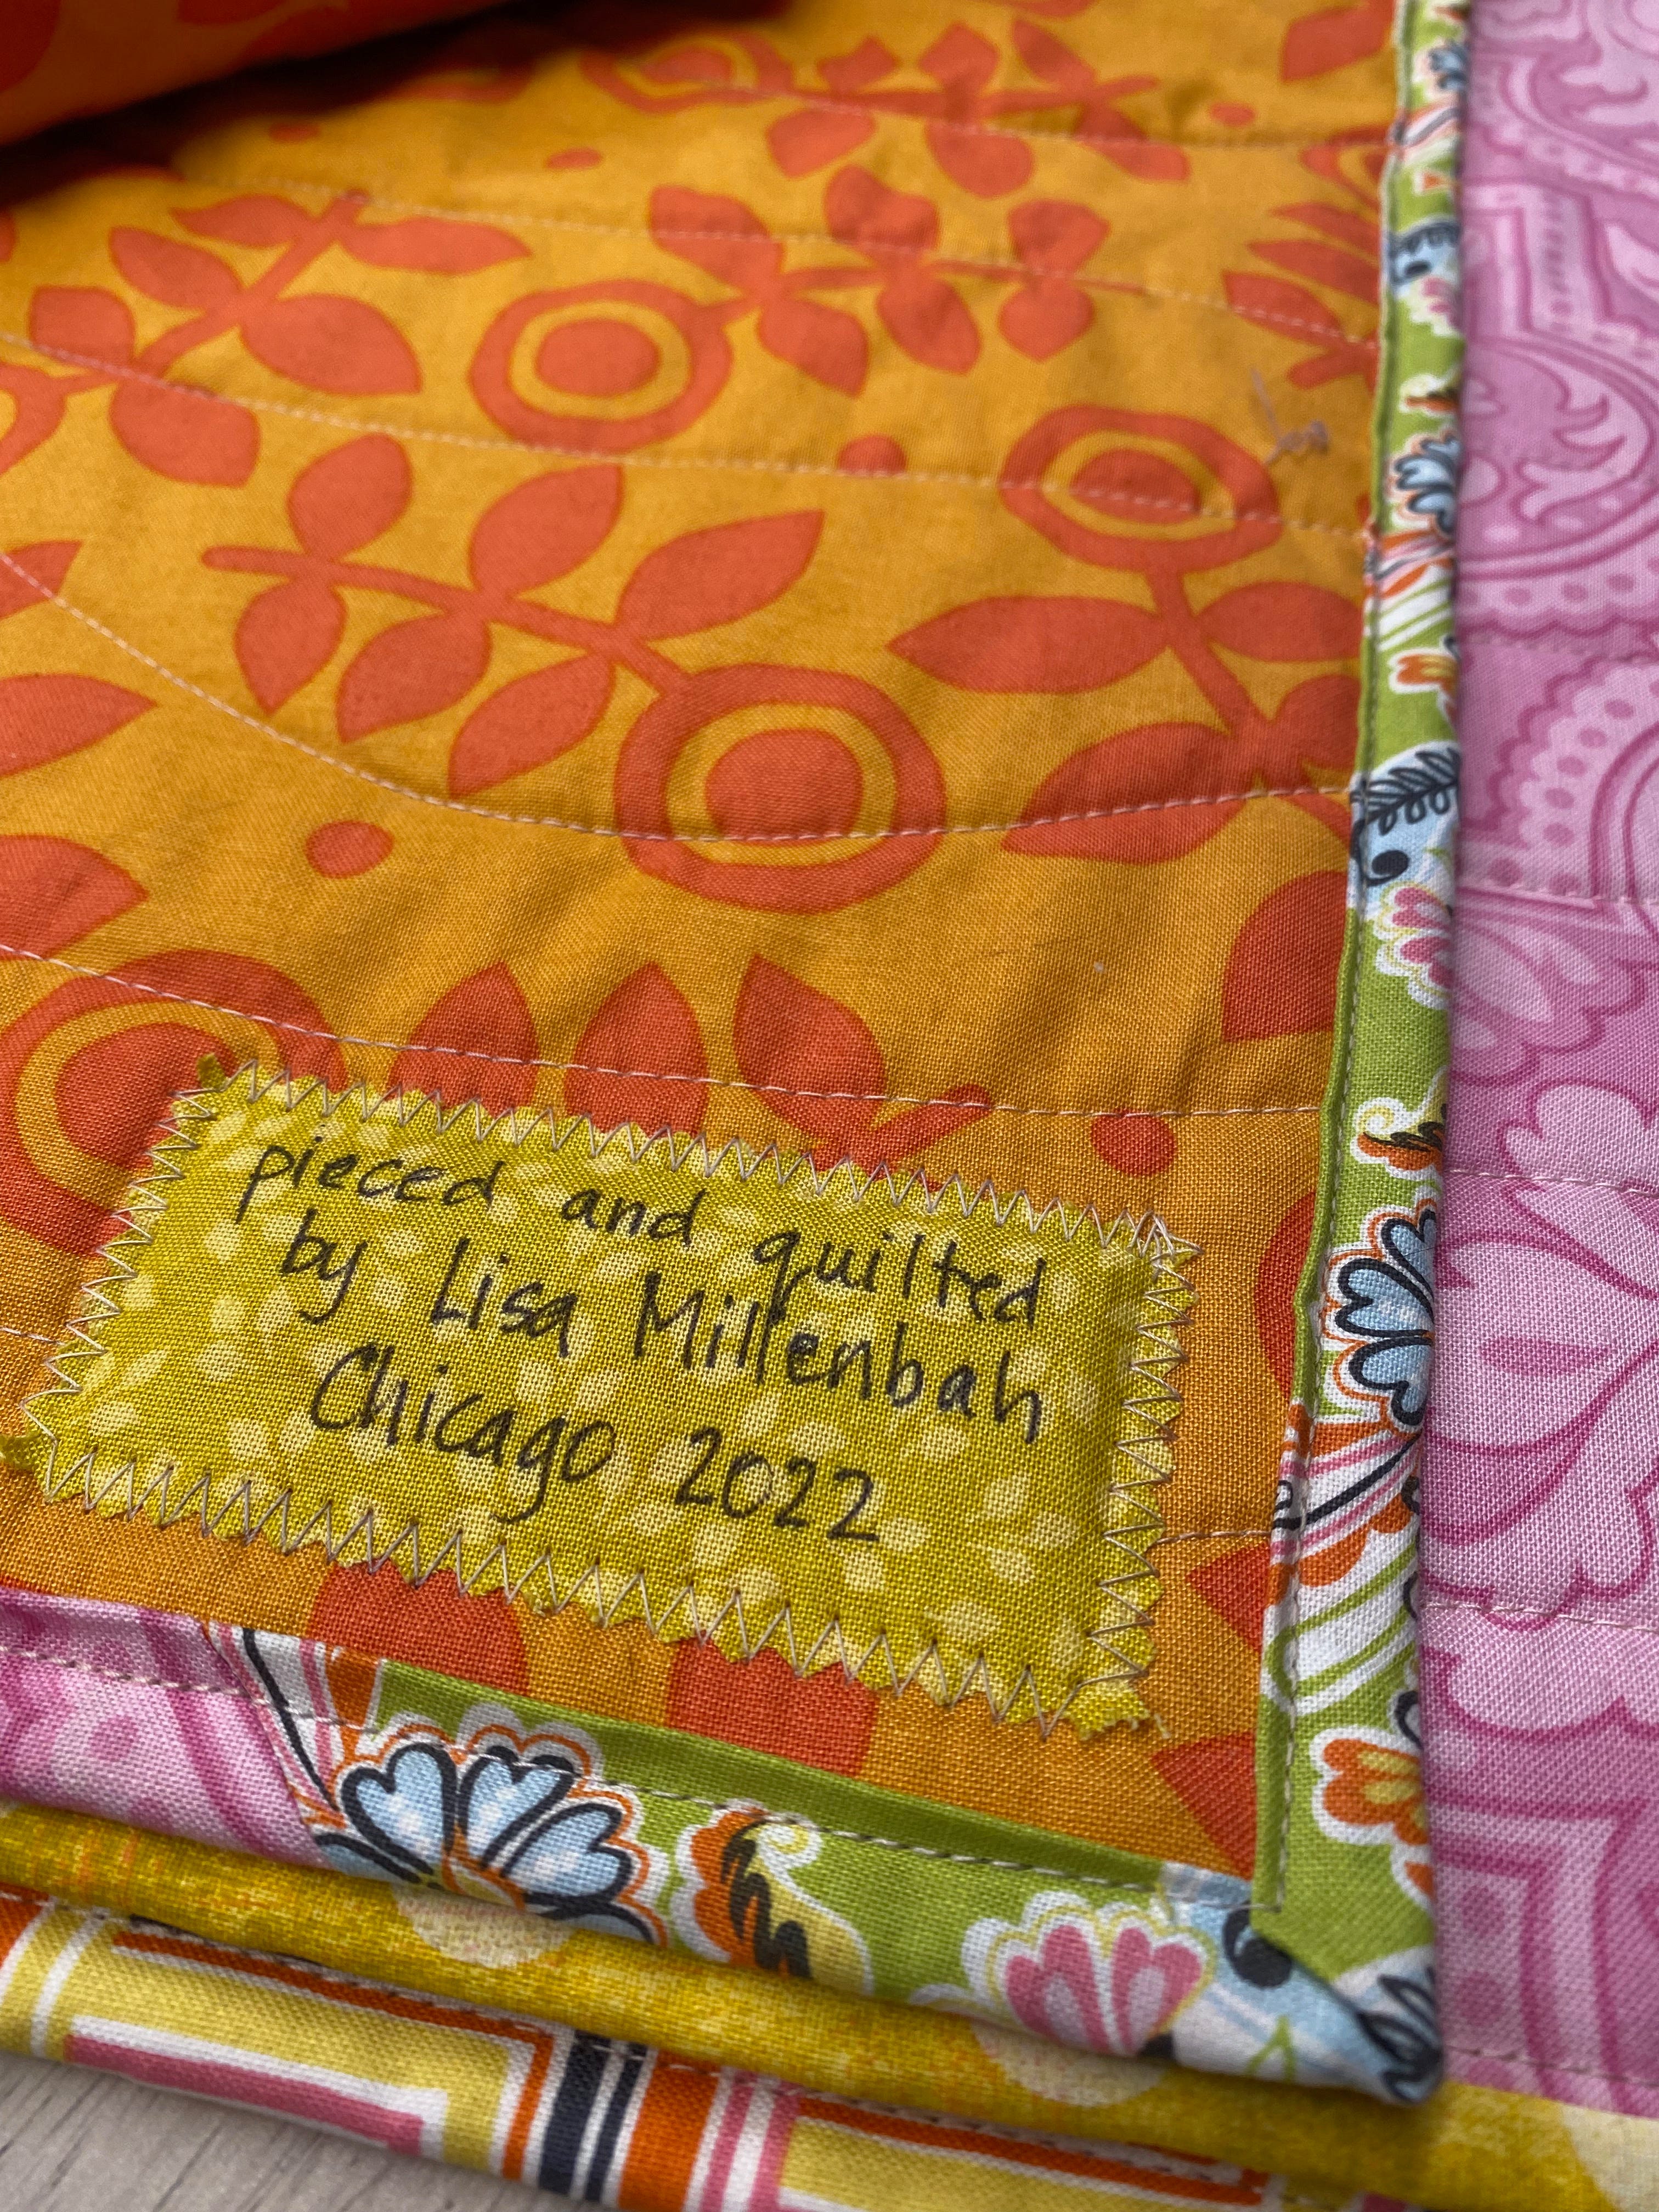 pieced and quilted
by Lisa Millenbah
Chicago 2022